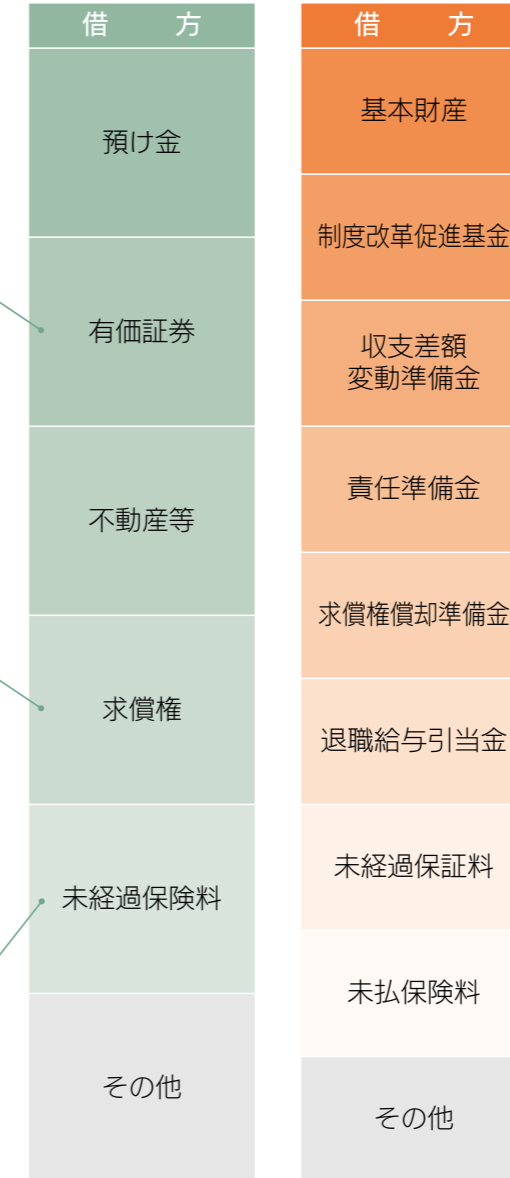 借 方
預け金
有価証券
不動産等
求償権
未経過保険料
その他
借 方
基本財産
制度改革促進基金
収支差額
変動準備金
責任準備金
求償権償却準備金
退職給与引当金
未経過保証料
未払保険料
その他